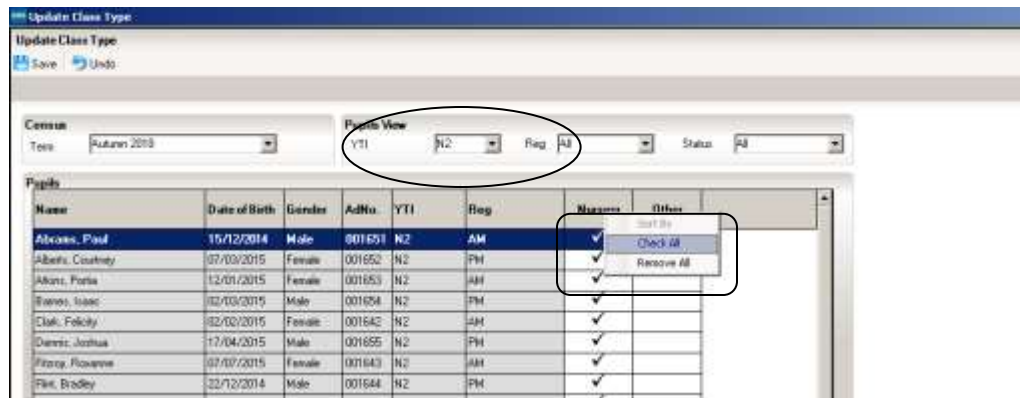 Update Class Type
Update Class Type
Save Undo
Census
Pupils View
Term Autumn 2018 YTI N2 Reg All Status All
Pupils
Name Date of Birth Gender AdNo. YTI Reg Nursery Other
Sort By
Check All
Remove All
Abrams, Paul 15/12/2014 Male 001651 N2 AM ✓
Alberts, Courtney 07/03/2015 Female 001652 N2 PM ✓
Atkins, Portia 12/01/2015 Female 001653 N2 AM ✓
Barnes, Isaac 02/03/2015 Male 001654 N2 PM ✓
Clark, Felicity 02/02/2015 Female 001642 N2 AM ✓
Dennis, Joshua 17/04/2015 Male 001655 N2 PM ✓
Fitzroy, Roxanne 07/07/2015 Female 001643 N2 AM ✓
Flint, Bradley 22/12/2014 Male 001644 N2 PM ✓